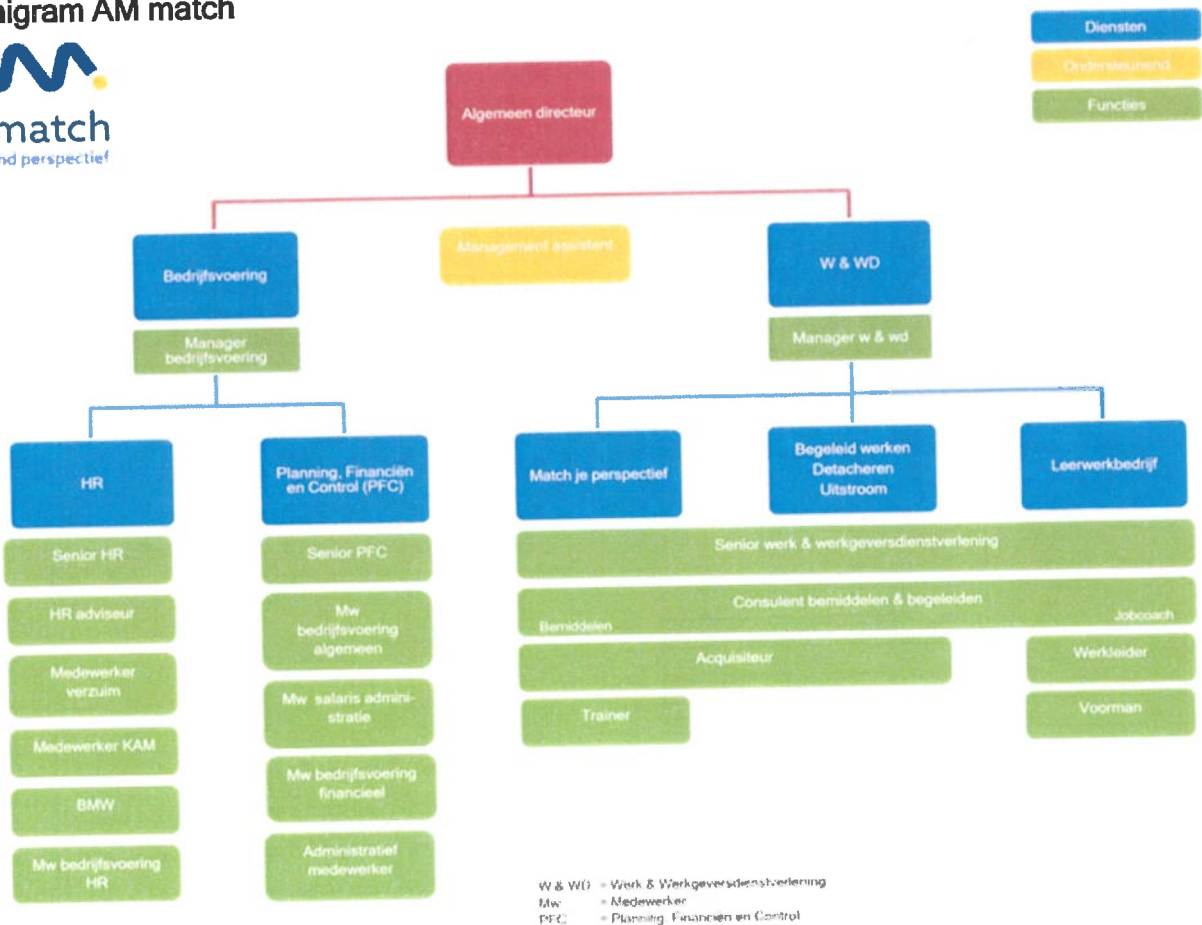 nigram AM match
match
nd perspectief
Diensten
Ondersteunend
Functies
Algemeen directeur
Bedrijfsvoering
Management assistent
W & WD
Manager
bedrijfsvoering
Manager w & wd
HR
Planning, Financiën
en Control (PFC)
Match je perspectief
Begeleid werken
Detacheren
Uitstroom
Leerwerkbedrijf
Senior HR
HR adviseur
Medewerker
verzuim
Medewerker KAM
BMW
Mw bedrijfsvoering
HR
Senior PFC
Mw
bedrijfsvoering
algemeen
Mw salaris admini-
stratie
Mw bedrijfsvoering
financieel
Administratief
medewerker
Senior werk & werkgeversdienstverlening
Consulent bemiddelen & begeleiden
Bemiddelen
Jobcoach
Acquisiteur
Werkleider
Trainer
Voorman
W & WD = Werk & Werkgeversdienstverlening
Mw = Medewerker
PFC = Planning, Financiën en Control